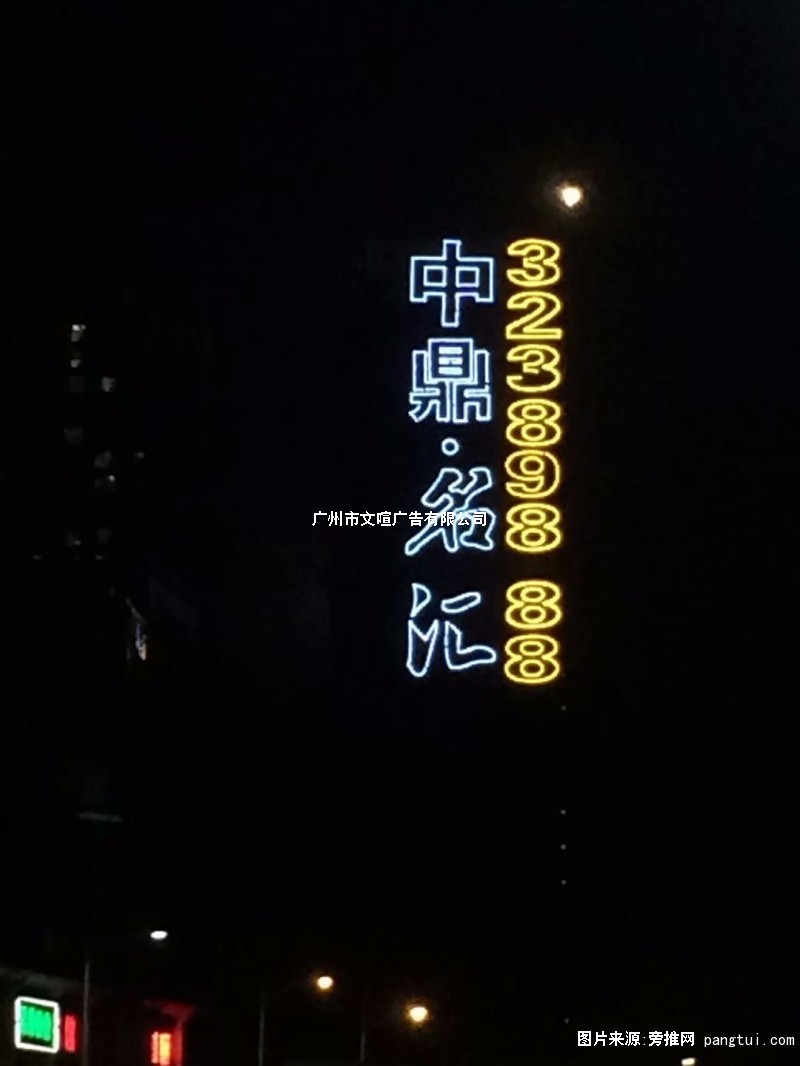 中鼎·名汇
32389888
广州市文喧广告有限公司
图片来源:旁推网 pangtui.com